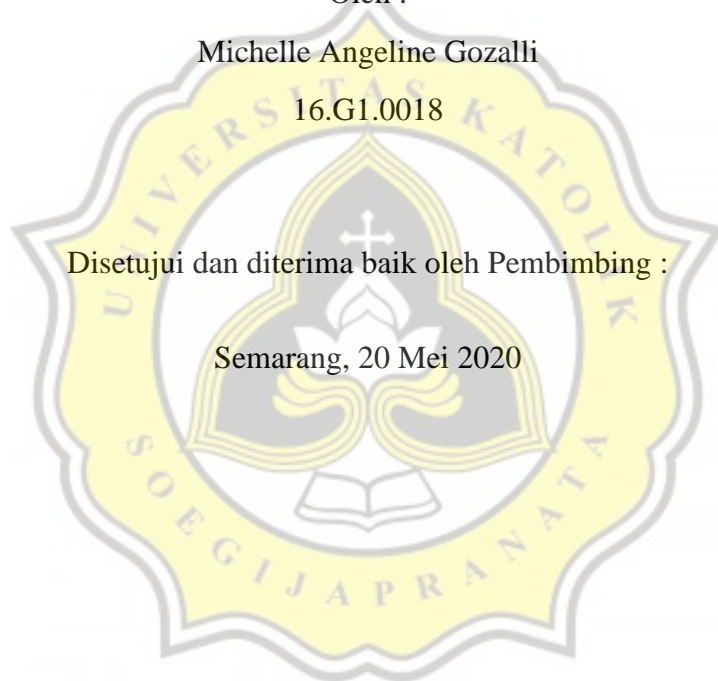 Oleh :
Michelle Angeline Gozalli
16.G1.0018
UNIVERSITAS KATOLIK
Disetujui dan diterima baik oleh Pembimbing :
Semarang, 20 Mei 2020
SOEGIJAPRANATA